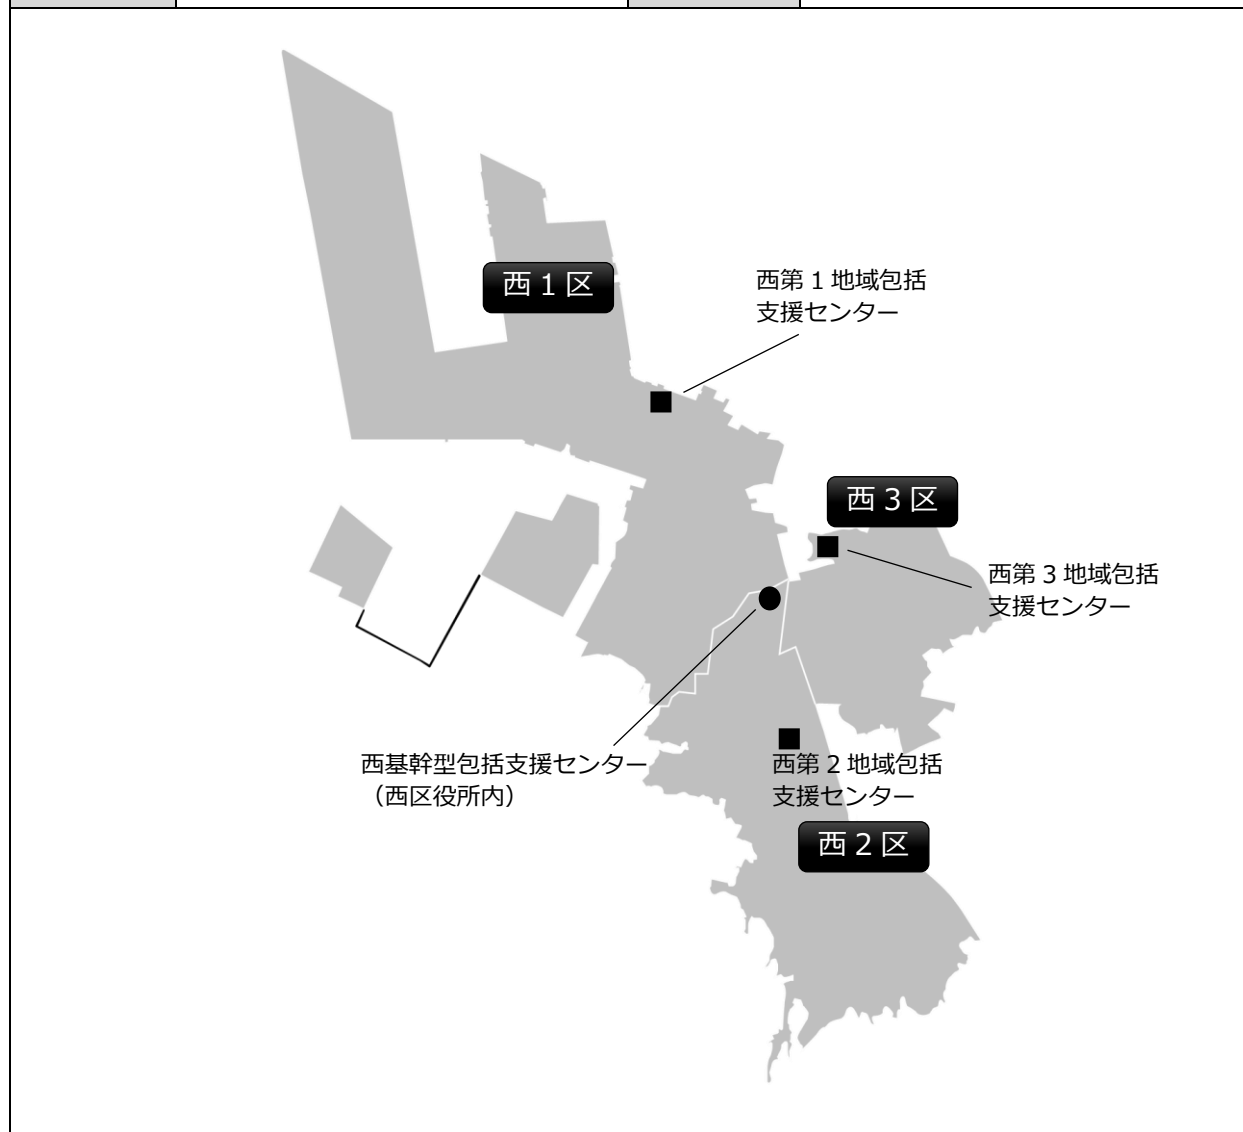 西１区
西第１地域包括
支援センター
西３区
西第３地域包括
支援センター
西基幹型包括支援センター
（西区役所内）
西第２地域包括
支援センター
西２区